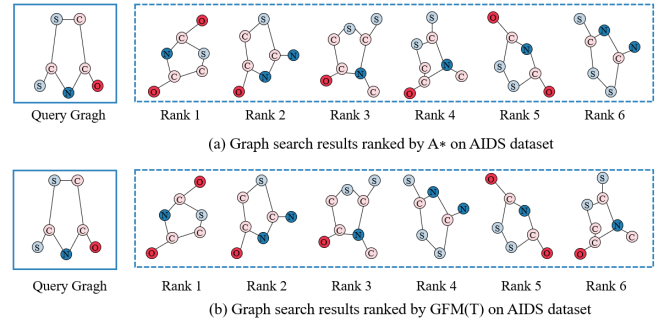 S C
S C C O
N
Query Gragh
O
N C S
O C C
Rank 1
S
C C N
O C N
Rank 2
S
S C
C
O C N
C
Rank 3
S
S C
C N C
O C
Rank 4
O
C N
S C
S O
Rank 5
S N
C N
C
S S
Rank 6
(a) Graph search results ranked by A* on AIDS dataset
S C
S C C O
N
Query Gragh
O
C
N S
C C
O
Rank 1
S
C C N
O C N
Rank 2
S
S C
C
O C N
C
Rank 3
S N
C N
C
S S
Rank 4
O
C N
S C
S O
Rank 5
S
S C
C N C
O C
Rank 6
(b) Graph search results ranked by GFM(T) on AIDS dataset